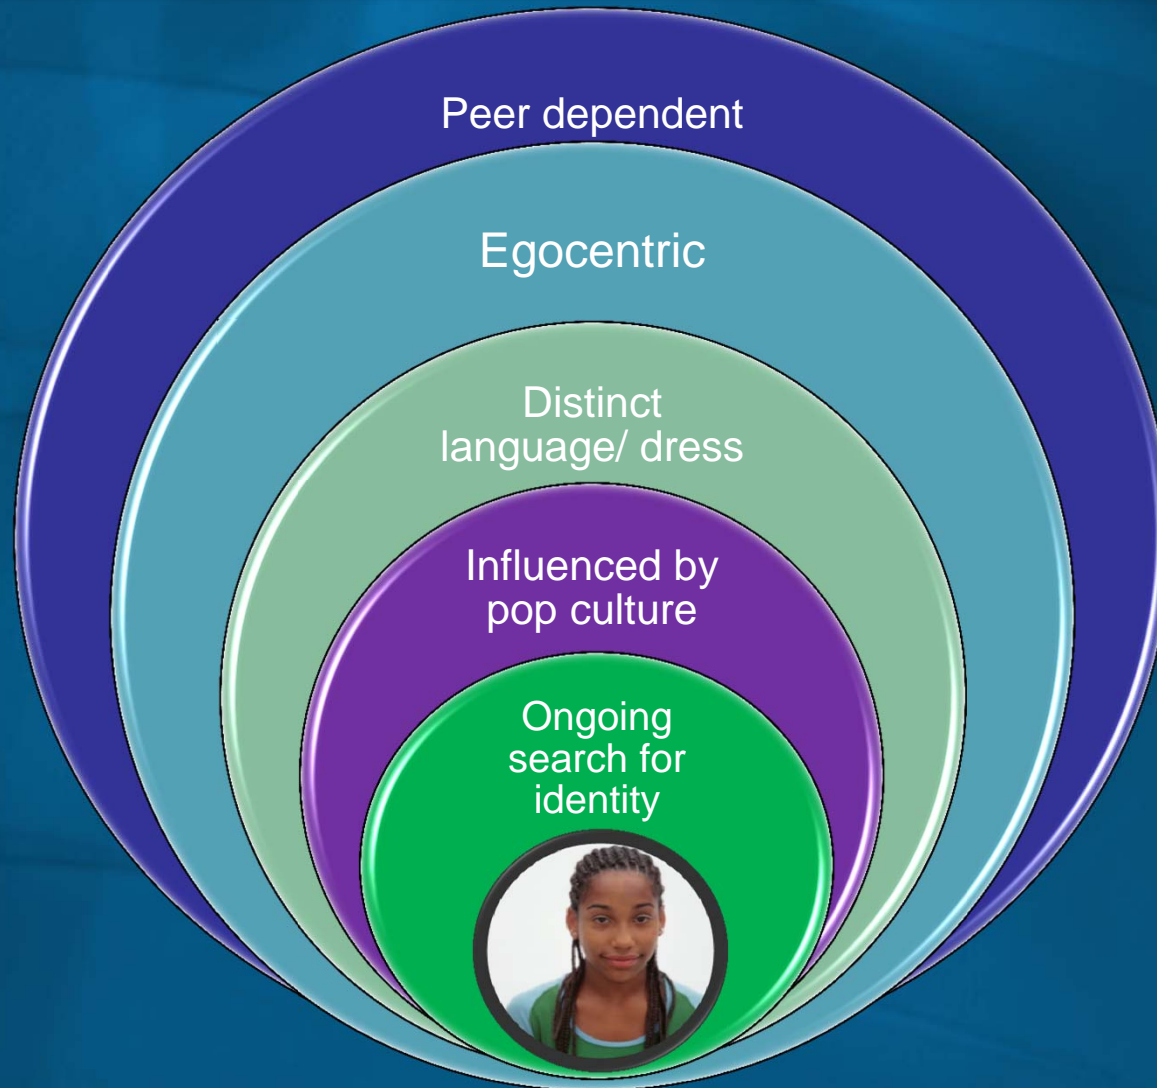 Peer dependent
Egocentric
Distinct
language/ dress
Influenced by
pop culture
Ongoing
search for
identity